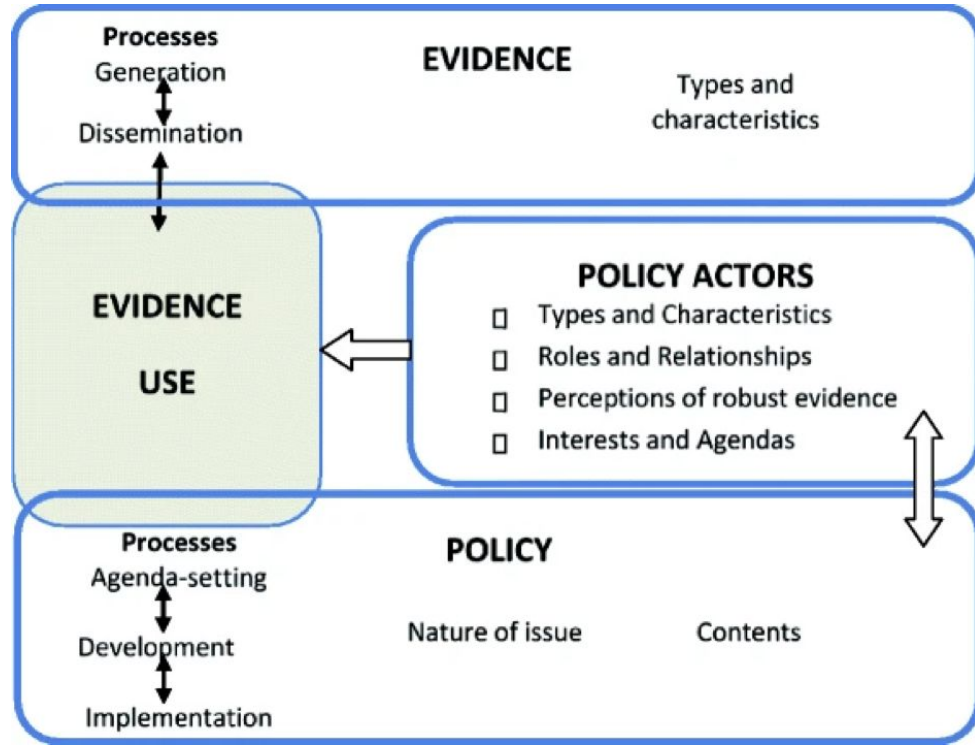 Processes
Generation
Dissemination
EVIDENCE
Types and
characteristics
EVIDENCE
USE
POLICY ACTORS
Types and Characteristics
Roles and Relationships
Perceptions of robust evidence
Interests and Agendas
Processes
Agenda-setting
Development
Implementation
POLICY
Nature of issue
Contents